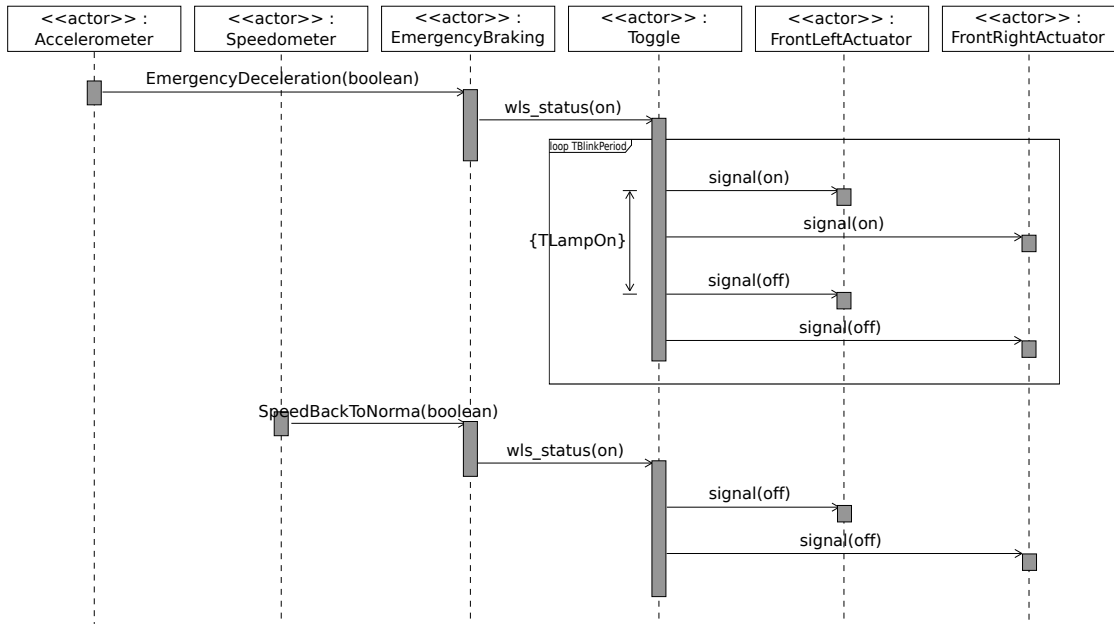 <<actor>> :
Accelerometer
<<actor>> :
Speedometer
<<actor>> :
EmergencyBraking
<<actor>> :
Toggle
<<actor>> :
FrontLeftActuator
<<actor>> :
FrontRightActuator
EmergencyDeceleration(boolean)
wls_status(on)
loop TBlinkPeriod
signal(on)
signal(on)
{TLampOn}
signal(off)
signal(off)
SpeedBackToNorma(boolean)
wls_status(on)
signal(off)
signal(off)